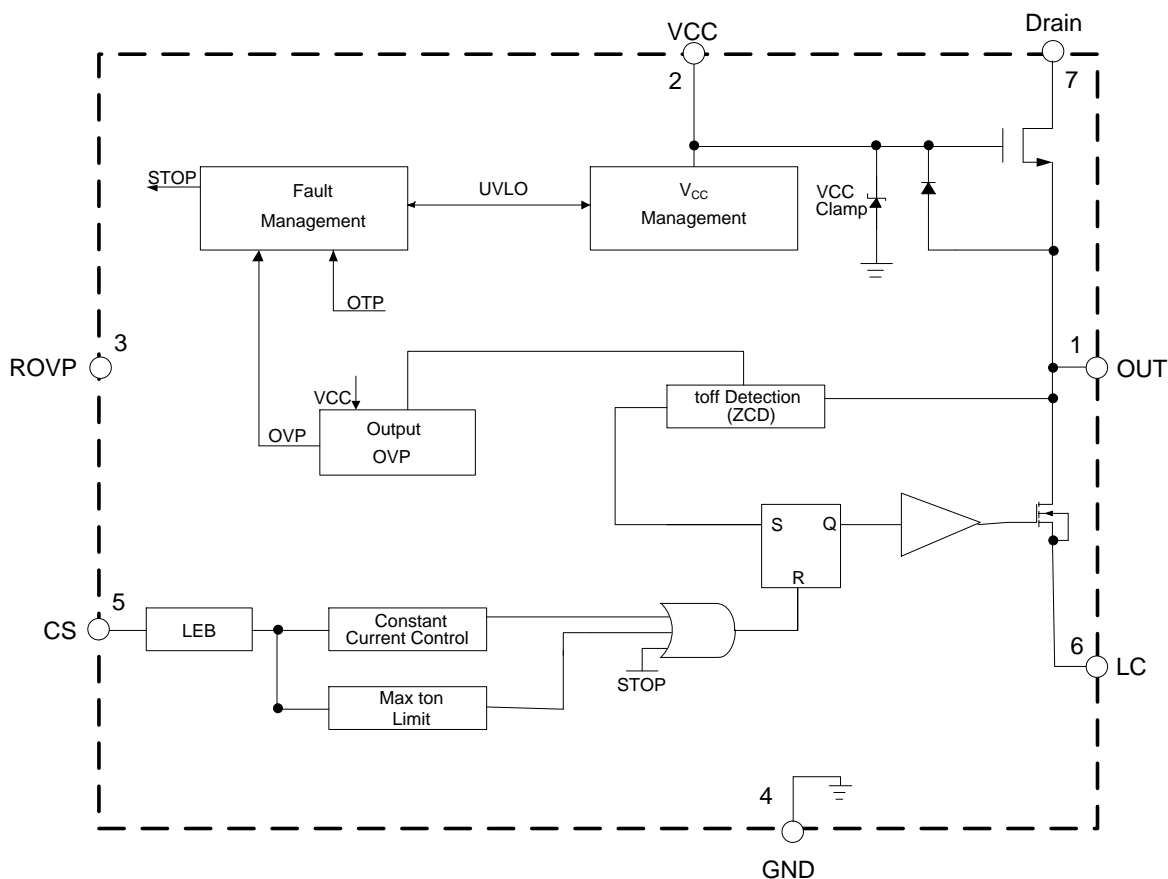 VCC
Drain
2
7
STOP
Fault
Management
UVLO
VCC
Management
VCC
Clamp
OTP
3
ROVP
1
OUT
VCC
toff Detection
(ZCD)
OVP
Output
OVP
S
Q
R
5
CS
LEB
Constant
Current Control
6
LC
STOP
Max ton
Limit
4
GND